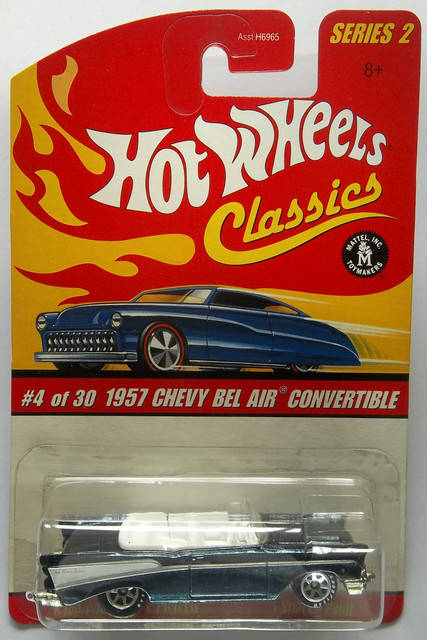 Asst.H6965
SERIES 2
8+
HOT WHEELS®
Classics
MATTEL, INC.
M
TOYMAKERS
#4 of 30 1957 CHEVY BEL AIR® CONVERTIBLE